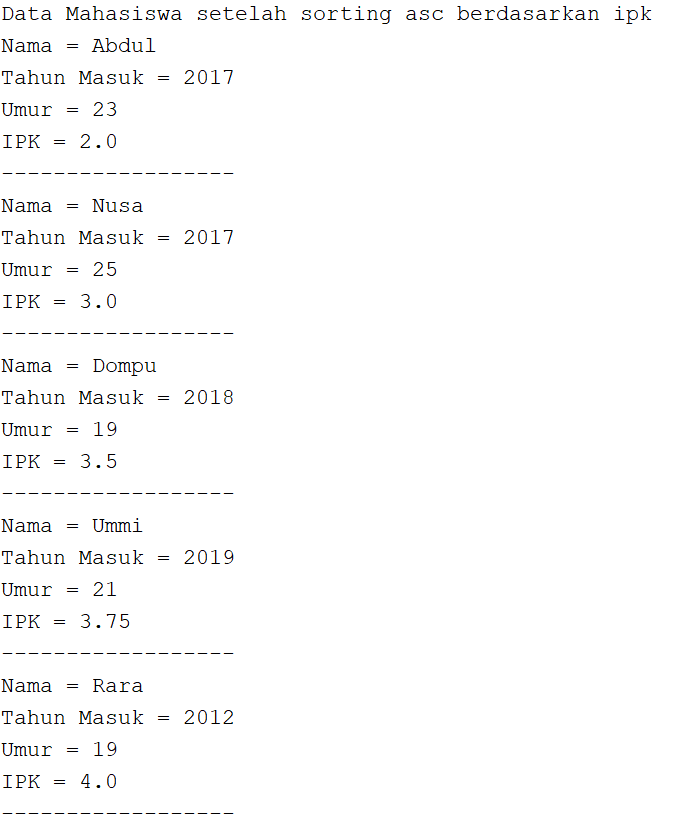 Data Mahasiswa setelah sorting asc berdasarkan ipk
Nama = Abdul
Tahun Masuk = 2017
Umur = 23
IPK = 2.0
------------------
Nama = Nusa
Tahun Masuk = 2017
Umur = 25
IPK = 3.0
------------------
Nama = Dompu
Tahun Masuk = 2018
Umur = 19
IPK = 3.5
------------------
Nama = Ummi
Tahun Masuk = 2019
Umur = 21
IPK = 3.75
------------------
Nama = Rara
Tahun Masuk = 2012
Umur = 19
IPK = 4.0
------------------